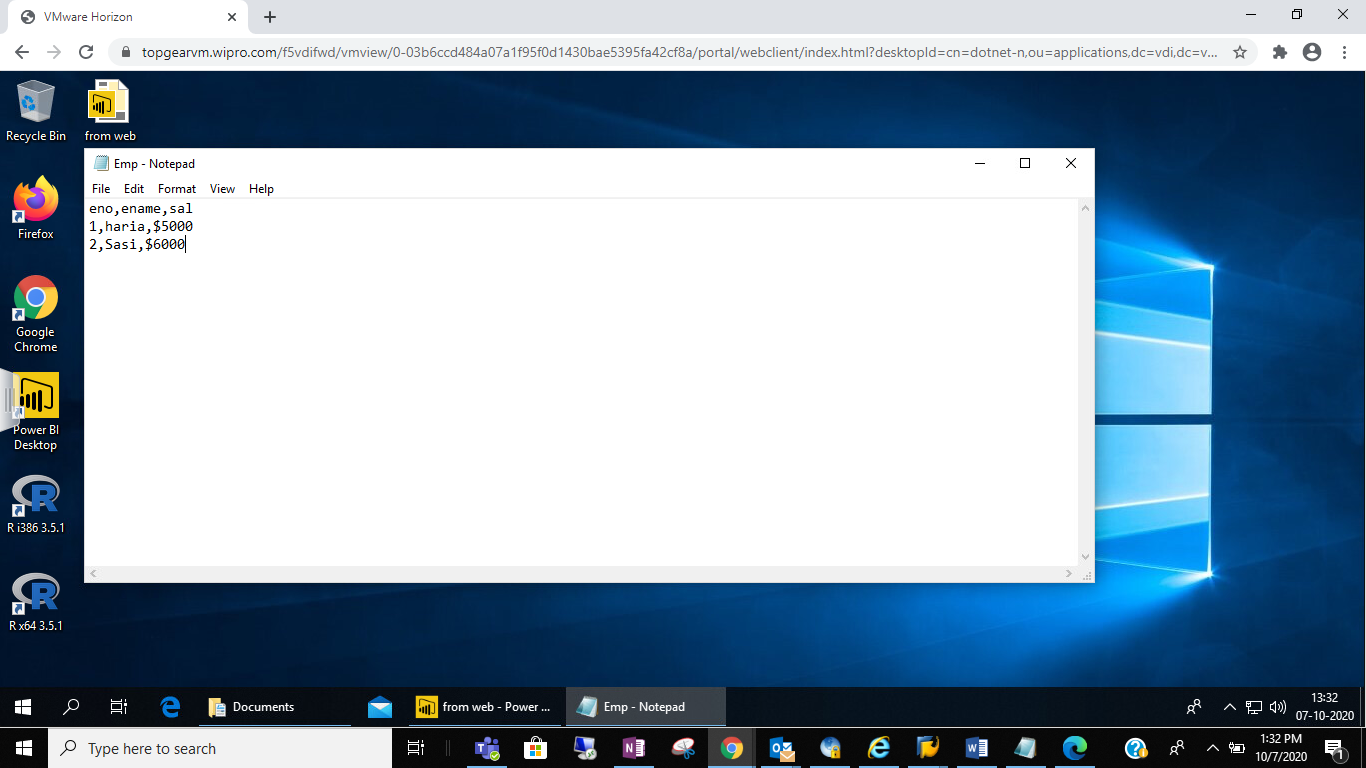 VMware Horizon
topgearvm.wipro.com/f5vdifwd/vmview/0-03b6ccd484a07a1f95f0d1430bae5395fa42cf8a/portal/webclient/index.html?desktopId=cn=dotnet-n,ou=applications,dc=vdi,dc=v...
Recycle Bin
from web
Emp - Notepad
File Edit Format View Help
eno,ename,sal
1,haria,$5000
2,Sasi,$6000
Firefox
Google
Chrome
Power BI
Desktop
R i386 3.5.1
R x64 3.5.1
Documents
from web - Power ...
Emp - Notepad
13:32
07-10-2020
Type here to search
1:32 PM
10/7/2020
1